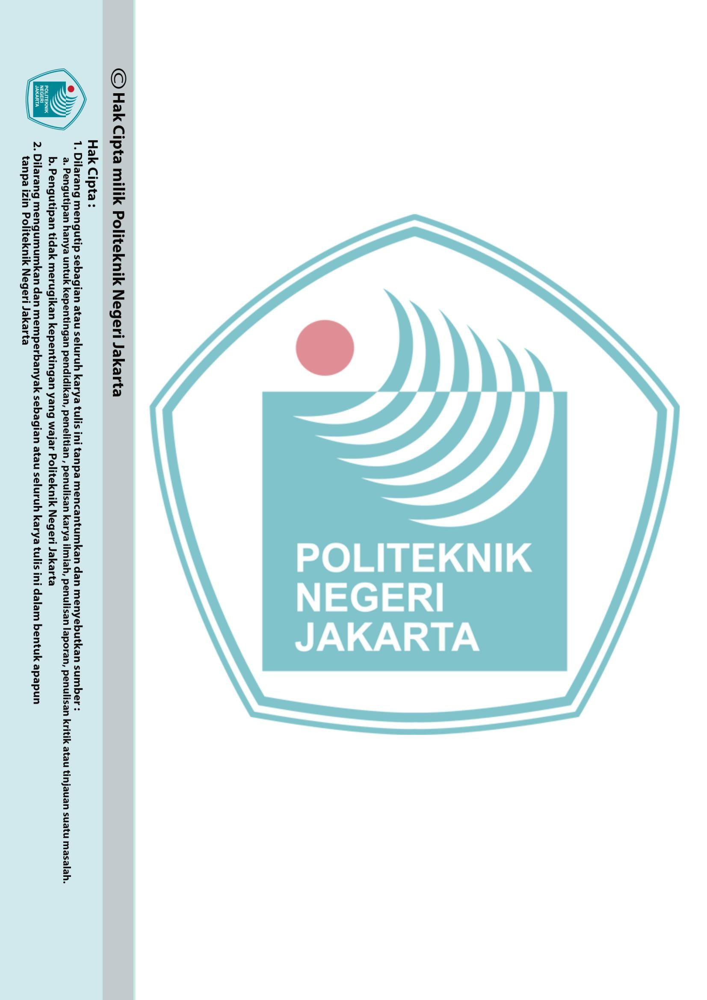 © Hak Cipta milik Politeknik Negeri Jakarta
Hak Cipta :
1. Dilarang mengutip sebagian atau seluruh karya tulis ini tanpa mencantumkan dan menyebutkan sumber :
a. Pengutipan hanya untuk kepentingan pendidikan, penelitian , penulisan karya ilmiah, penulisan laporan, penulisan kritik atau tinjauan suatu masalah.
b. Pengutipan tidak merugikan kepentingan yang wajar Politeknik Negeri Jakarta
2. Dilarang mengumumkan dan memperbanyak sebagian atau seluruh karya tulis ini dalam bentuk apapun
tanpa izin Politeknik Negeri Jakarta
POLITEKNIK
NEGERI
JAKARTA
POLITEKNIK
NEGERI
JAKARTA